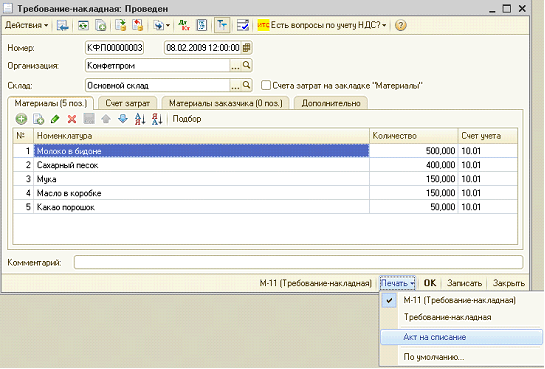 Требование-накладная: Проведен
Действия Дт Кт Тт ИТС Есть вопросы по учету НДС? ?
Номер: КФП00000003 08.02.2009 12:00:00
Организация: Конфетпром ...
Склад: Основной склад ... Счета затрат на закладке "Материалы"
Материалы (5 поз.) Счет затрат Материалы заказчика (0 поз.) Дополнительно
Подбор
№ Номенклатура Количество Счет учета
1 Молоко в бидоне 500,000 10.01
2 Сахарный песок 400,000 10.01
3 Мука 150,000 10.01
4 Масло в коробке 150,000 10.01
5 Какао порошок 50,000 10.01
Комментарий:
М-11 (Требование-накладная) Печать OK Записать Закрыть
М-11 (Требование-накладная)
Требование-накладная
Акт на списание
По умолчанию...